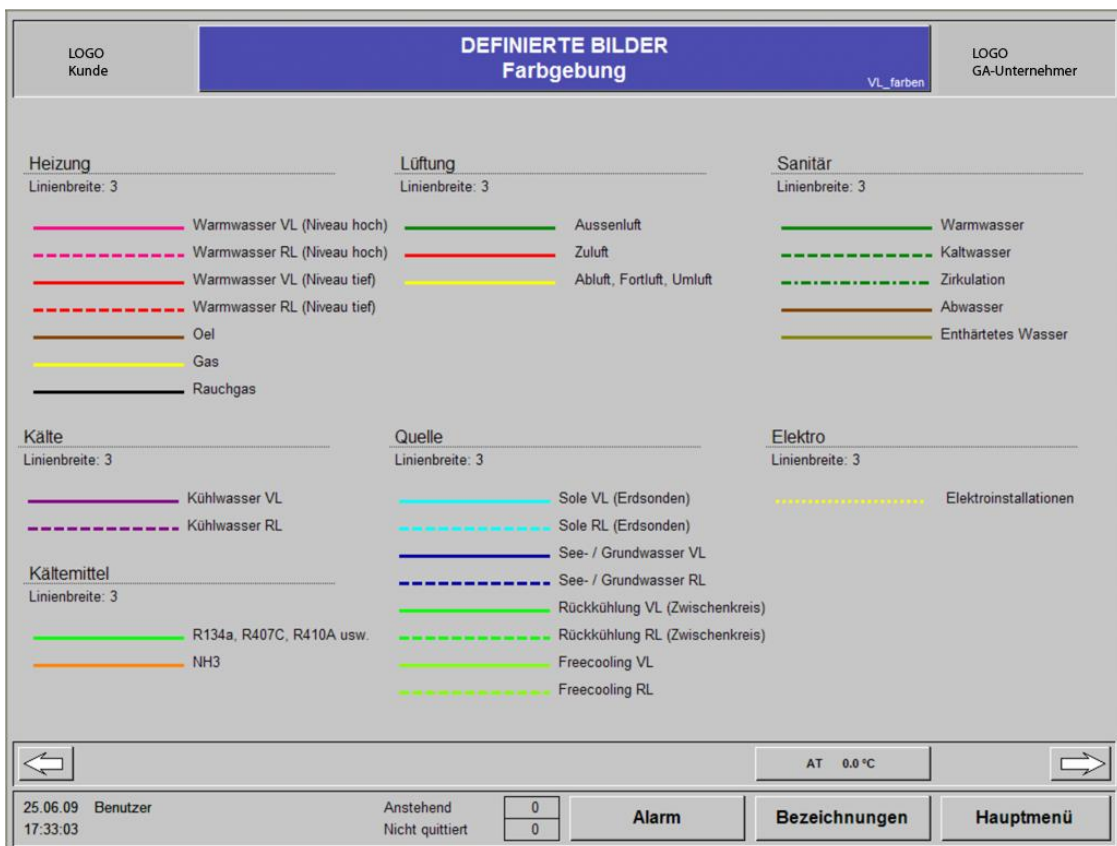 LOGO
Kunde
DEFINIERTE BILDER
Farbgebung
VL_farben
LOGO
GA-Unternehmer
Heizung
Linienbreite: 3
Warmwasser VL (Niveau hoch)
Warmwasser RL (Niveau hoch)
Warmwasser VL (Niveau tief)
Warmwasser RL (Niveau tief)
Oel
Gas
Rauchgas
Lüftung
Linienbreite: 3
Aussenluft
Zuluft
Abluft, Fortluft, Umluft
Sanitär
Linienbreite: 3
Warmwasser
Kaltwasser
Zirkulation
Abwasser
Enthärtetes Wasser
Kälte
Linienbreite: 3
Kühlwasser VL
Kühlwasser RL
Kältemittel
Linienbreite: 3
R134a, R407C, R410A usw.
NH3
Quelle
Linienbreite: 3
Sole VL (Erdsonden)
Sole RL (Erdsonden)
See- / Grundwasser VL
See- / Grundwasser RL
Rückkühlung VL (Zwischenkreis)
Rückkühlung RL (Zwischenkreis)
Freecooling VL
Freecooling RL
Elektro
Linienbreite: 3
Elektroinstallationen
AT 0.0 °C
25.06.09 Benutzer
17:33:03
Anstehend 0
Nicht quittiert 0
Alarm
Bezeichnungen
Hauptmenü